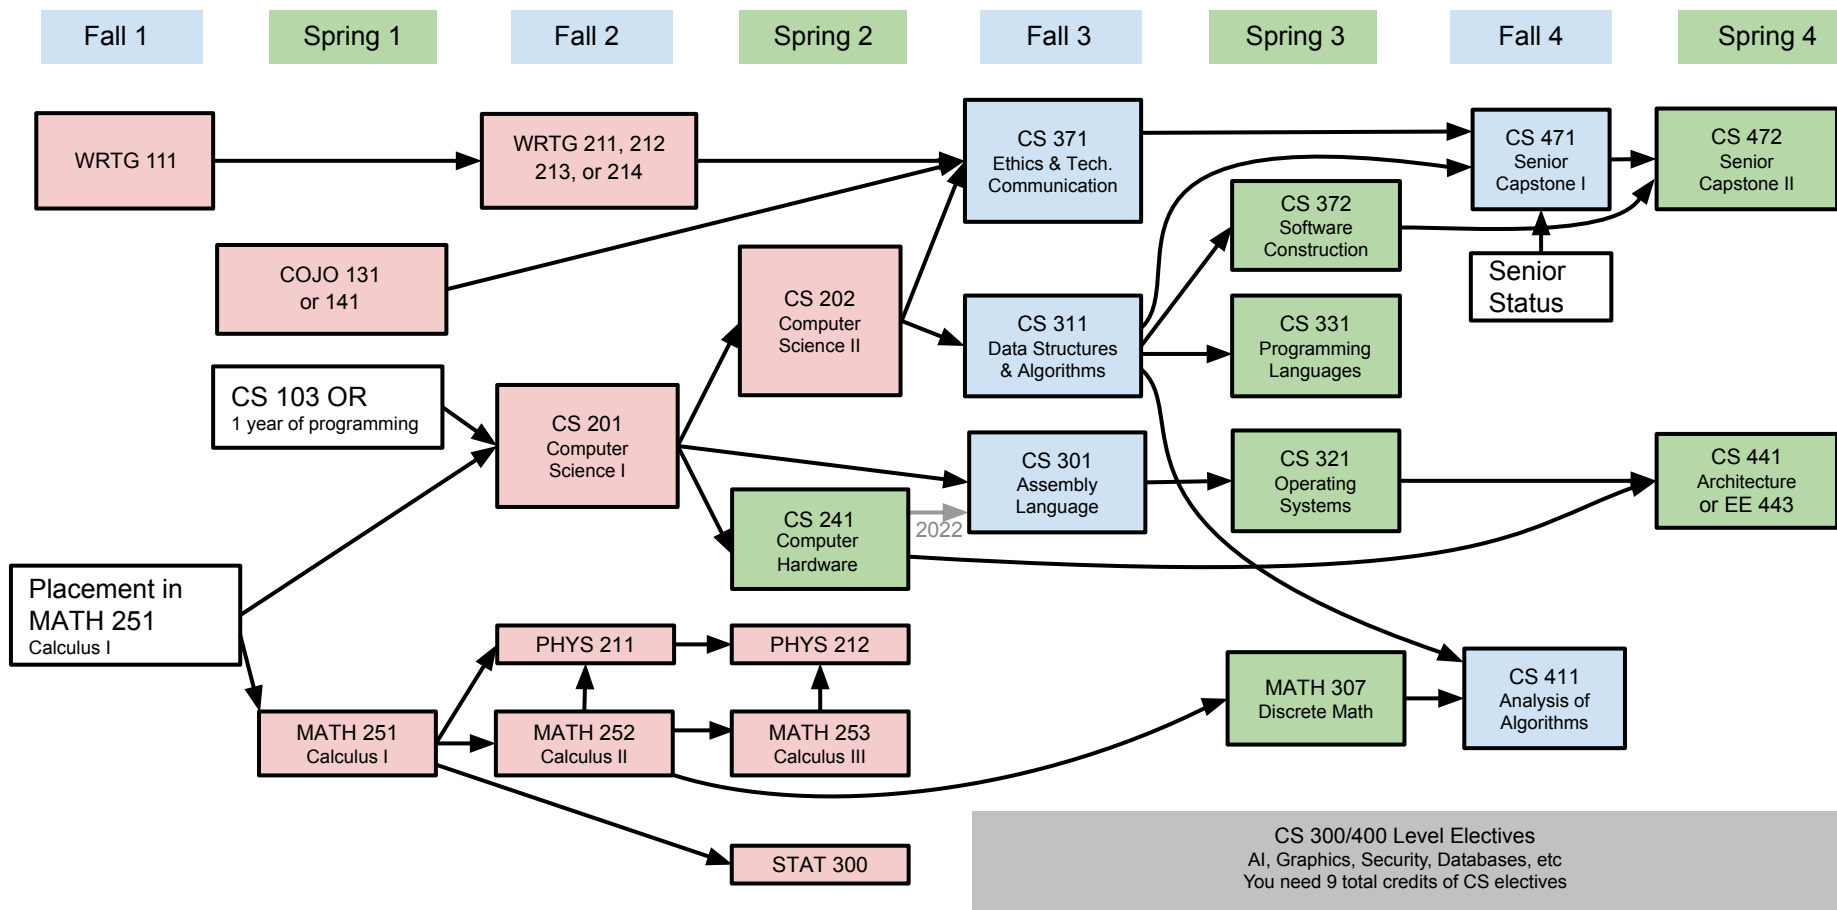 Fall 1
Spring 1
Fall 2
Spring 2
Fall 3
Spring 3
Fall 4
Spring 4
WRTG 111
WRTG 211, 212
213, or 214
CS 371
Ethics & Tech.
Communication
CS 471
Senior
Capstone I
CS 472
Senior
Capstone II
CS 372
Software
Construction
COJO 131
or 141
CS 202
Computer
Science II
Senior
Status
CS 311
Data Structures
& Algorithms
CS 331
Programming
Languages
CS 103 OR
1 year of programming
CS 201
Computer
Science I
CS 301
Assembly
Language
CS 321
Operating
Systems
CS 441
Architecture
or EE 443
CS 241
Computer
Hardware
2022
Placement in
MATH 251
Calculus I
PHYS 211
PHYS 212
MATH 307
Discrete Math
CS 411
Analysis of
Algorithms
MATH 251
Calculus I
MATH 252
Calculus II
MATH 253
Calculus III
STAT 300
CS 300/400 Level Electives
AI, Graphics, Security, Databases, etc
You need 9 total credits of CS electives